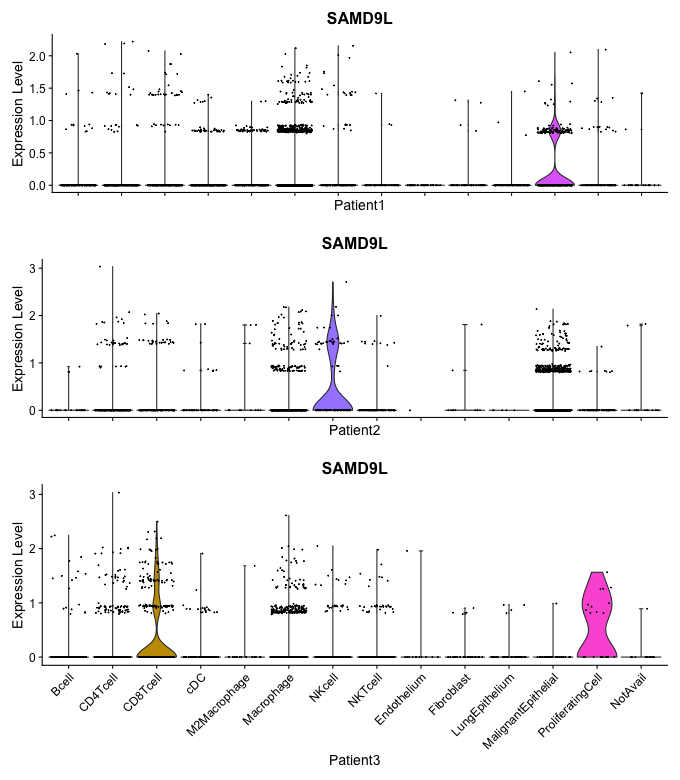 SAMD9L
Expression Level
2.0
1.5
1.0
0.5
0.0
Patient1
SAMD9L
Expression Level
3
2
1
0
Patient2
SAMD9L
Expression Level
3
2
1
0
Bcell
CD4Tcell
CD8Tcell
cDC
M2Macrophage
Macrophage
NKcell
NKTcell
Endothelium
Fibroblast
LungEpithelium
MalignantEpithelial
ProliferatingCell
NotAvail
Patient3